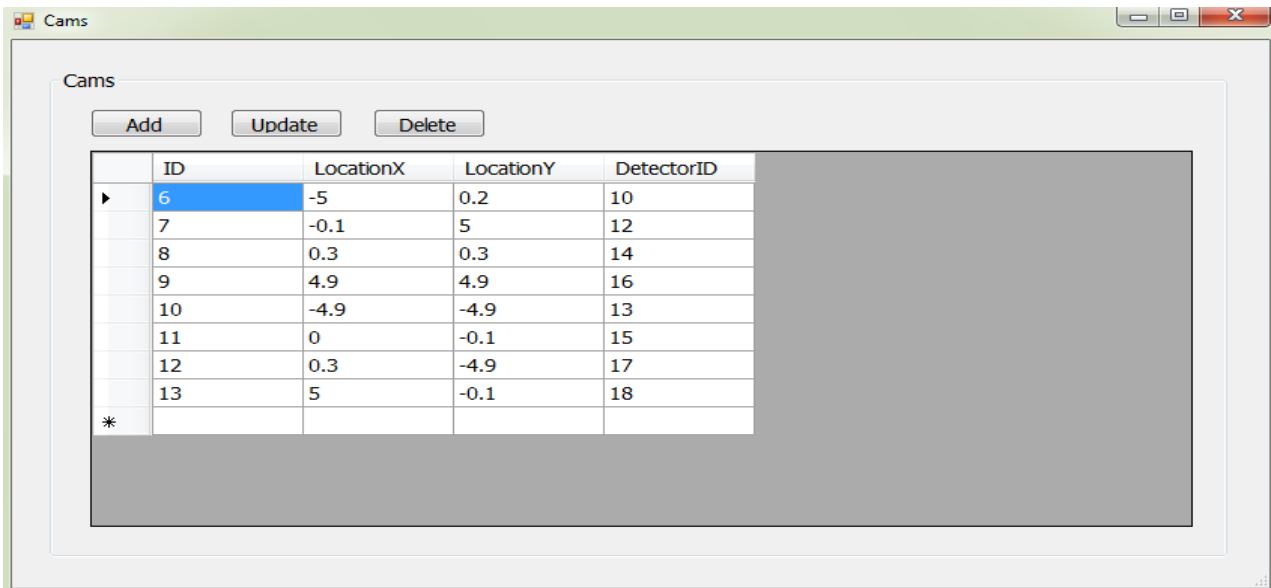 Cams
Cams
Add Update Delete
ID LocationX LocationY DetectorID
6 -5 0.2 10
7 -0.1 5 12
8 0.3 0.3 14
9 4.9 4.9 16
10 -4.9 -4.9 13
11 0 -0.1 15
12 0.3 -4.9 17
13 5 -0.1 18